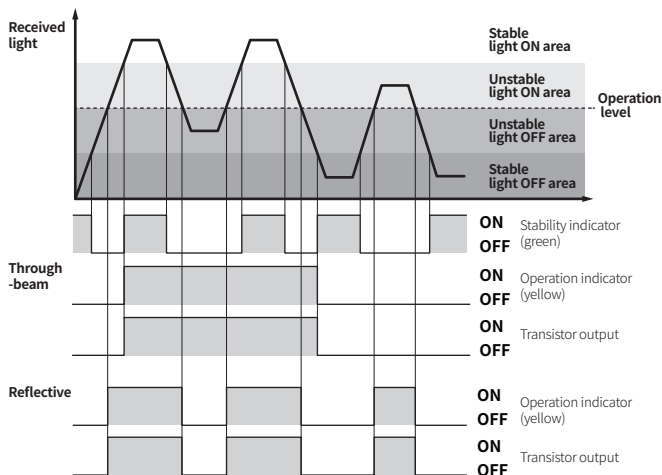 Received
light
Stable
light ON area
Unstable
light ON area
Operation
level
Unstable
light OFF area
Stable
light OFF area
ON
OFF
Stability indicator
(green)
Through
-beam
ON
OFF
Operation indicator
(yellow)
ON
OFF
Transistor output
Reflective
ON
OFF
Operation indicator
(yellow)
ON
OFF
Transistor output